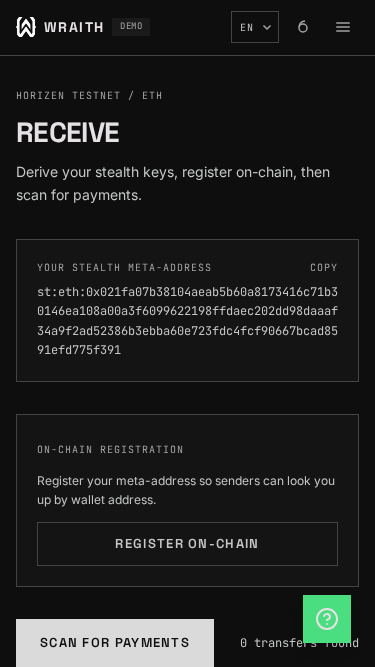 WRAITH DEMO EN
HORIZEN TESTNET / ETH
RECEIVE
Derive your stealth keys, register on-chain, then
scan for payments.
YOUR STEALTH META-ADDRESS COPY
st:eth:0x021fa07b38104aeab5b60a8173416c71b3
0146ea108a00a3f6099622198ffdaec202dd98daaaf
34a9f2ad52386b3ebba60e723fdc4fcf90667bcad85
91efd775f391
ON-CHAIN REGISTRATION
Register your meta-address so senders can look you
up by wallet address.
REGISTER ON-CHAIN
SCAN FOR PAYMENTS 0 transfers found